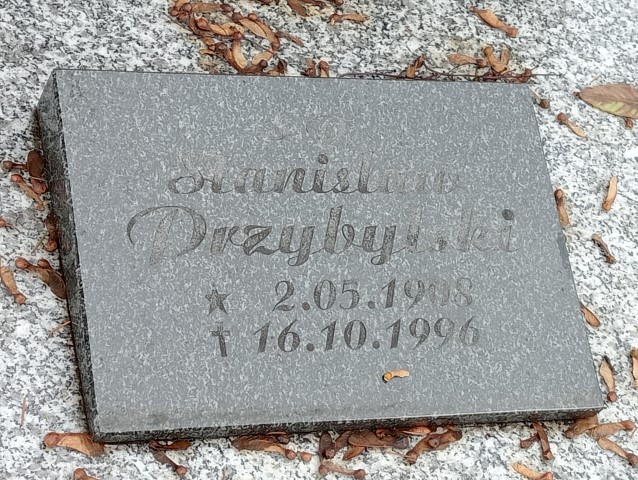 Stanisław
Przybylski
★ 2.05.1908
✝ 16.10.1996